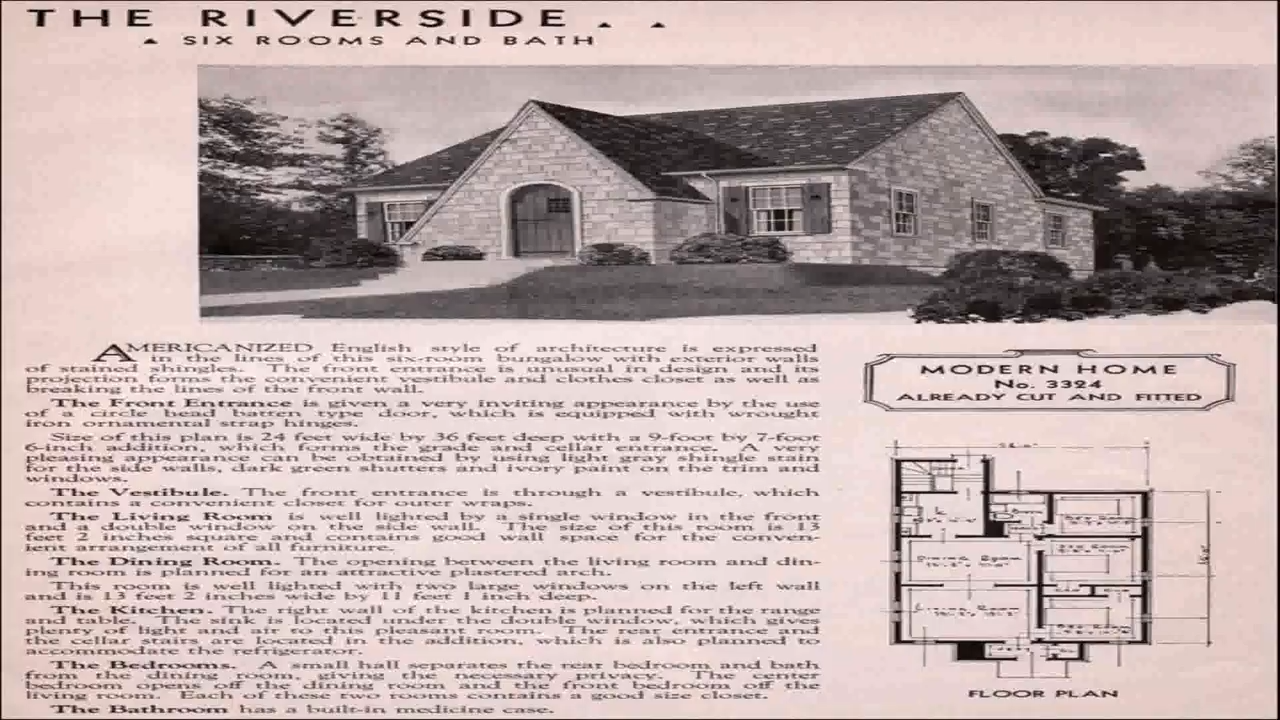 THE RIVERSIDE
SIX ROOMS AND BATH
AMERICANIZED English style of architecture is expressed
in the lines of this six-room bungalow with exterior walls
of stained shingles. The front entrance is unusual in design and its
projection forms the convenient vestibule and clothes closet as well as
breaking the lines of the front wall.
The Front Entrance is given a very inviting appearance by the use
of a circle head batten type door, which is equipped with wrought
iron ornamental strap hinges.
Size of this plan is 24 feet wide by 36 feet deep with a 9-foot by 7-foot
6-inch addition, which forms the grade and cellar entrance. A very
pleasing appearance can be obtained by using light gray shingle stain
for the side walls, dark green shutters and ivory paint on the trim and
windows.
The Vestibule. The front entrance is through a vestibule, which
contains a convenient closet for outer wraps.
The Living Room is well lighted by a single window in the front
and a double window on the side wall. The size of this room is 13
feet 2 inches square and contains good wall space for the conven-
ient arrangement of all furniture.
The Dining Room. The opening between the living room and din-
ing room is planned for an attractive plastered arch.
This room is well lighted with two large windows on the left wall
and is 13 feet 2 inches wide by 11 feet 1 inch deep.
The Kitchen. The right wall of the kitchen is planned for the range
and table. The sink is located under the double window, which gives
plenty of light and air to this pleasant room. The rear entrance and
the cellar stairs are located in the addition, which is also planned to
accommodate the refrigerator.
The Bedrooms. A small hall separates the rear bedroom and bath
from the dining room, giving the necessary privacy. The center
bedroom opens off the dining room and the front bedroom off the
living room. Each of these two rooms contains a good size closet.
The Bathroom has a built-in medicine case.
MODERN HOME
No. 3324
ALREADY CUT AND FITTED
Dining Room
Living Room
FLOOR PLAN